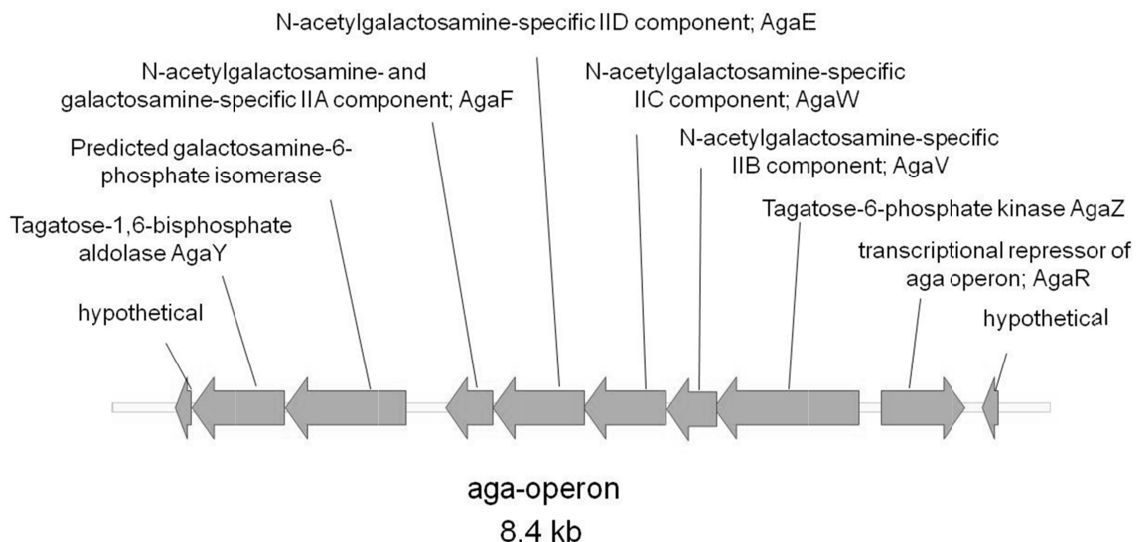 N-acetylgalactosamine-specific IID component; AgaE
N-acetylgalactosamine- and
galactosamine-specific IIA component; AgaF
N-acetylgalactosamine-specific
IIC component; AgaW
N-acetylgalactosamine-specific
IIB component; AgaV
Predicted galactosamine-6-
phosphate isomerase
Tagatose-6-phosphate kinase AgaZ
Tagatose-1,6-bisphosphate
aldolase AgaY
transcriptional repressor of
aga operon; AgaR
hypothetical
hypothetical
aga-operon
8.4 kb